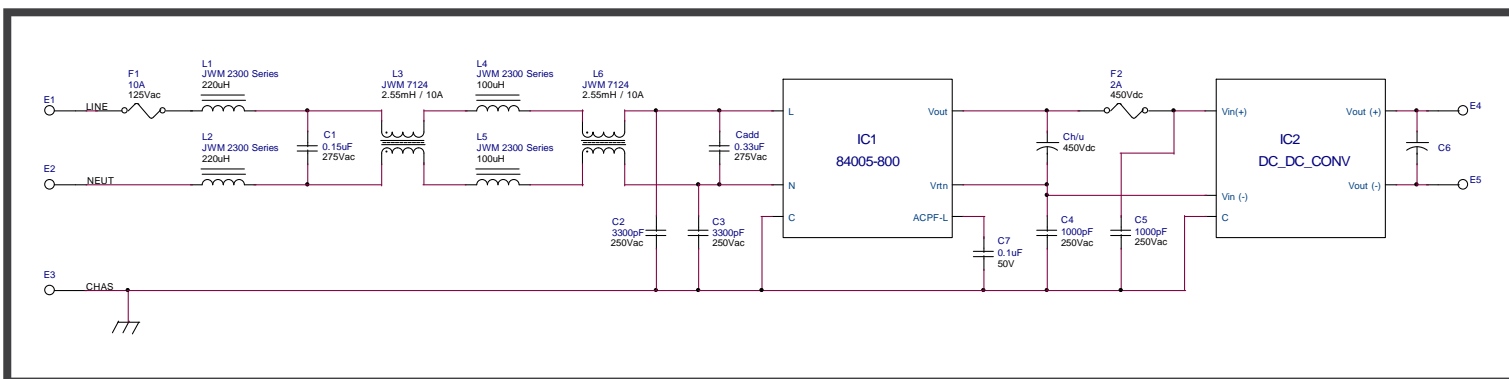 F1
10A
125Vac
L1
JWM 2300 Series
220uH
L3
JWM 7124
2.55mH / 10A
L4
JWM 2300 Series
100uH
L6
JWM 7124
2.55mH / 10A
F2
2A
450Vdc
E1
LINE
L
Vout
Vin(+)
Vout (+)
E4
L2
JWM 2300 Series
220uH
C1
0.15uF
275Vac
L5
JWM 2300 Series
100uH
Cadd
0.33uF
275Vac
IC1
84005-800
Ch/u
450Vdc
IC2
DC_DC_CONV
C6
E2
NEUT
N
Vrtn
Vin (-)
Vout (-)
E5
C
ACPF-L
C
C2
3300pF
250Vac
C3
3300pF
250Vac
C7
0.1uF
50V
C4
1000pF
250Vac
C5
1000pF
250Vac
E3
CHAS